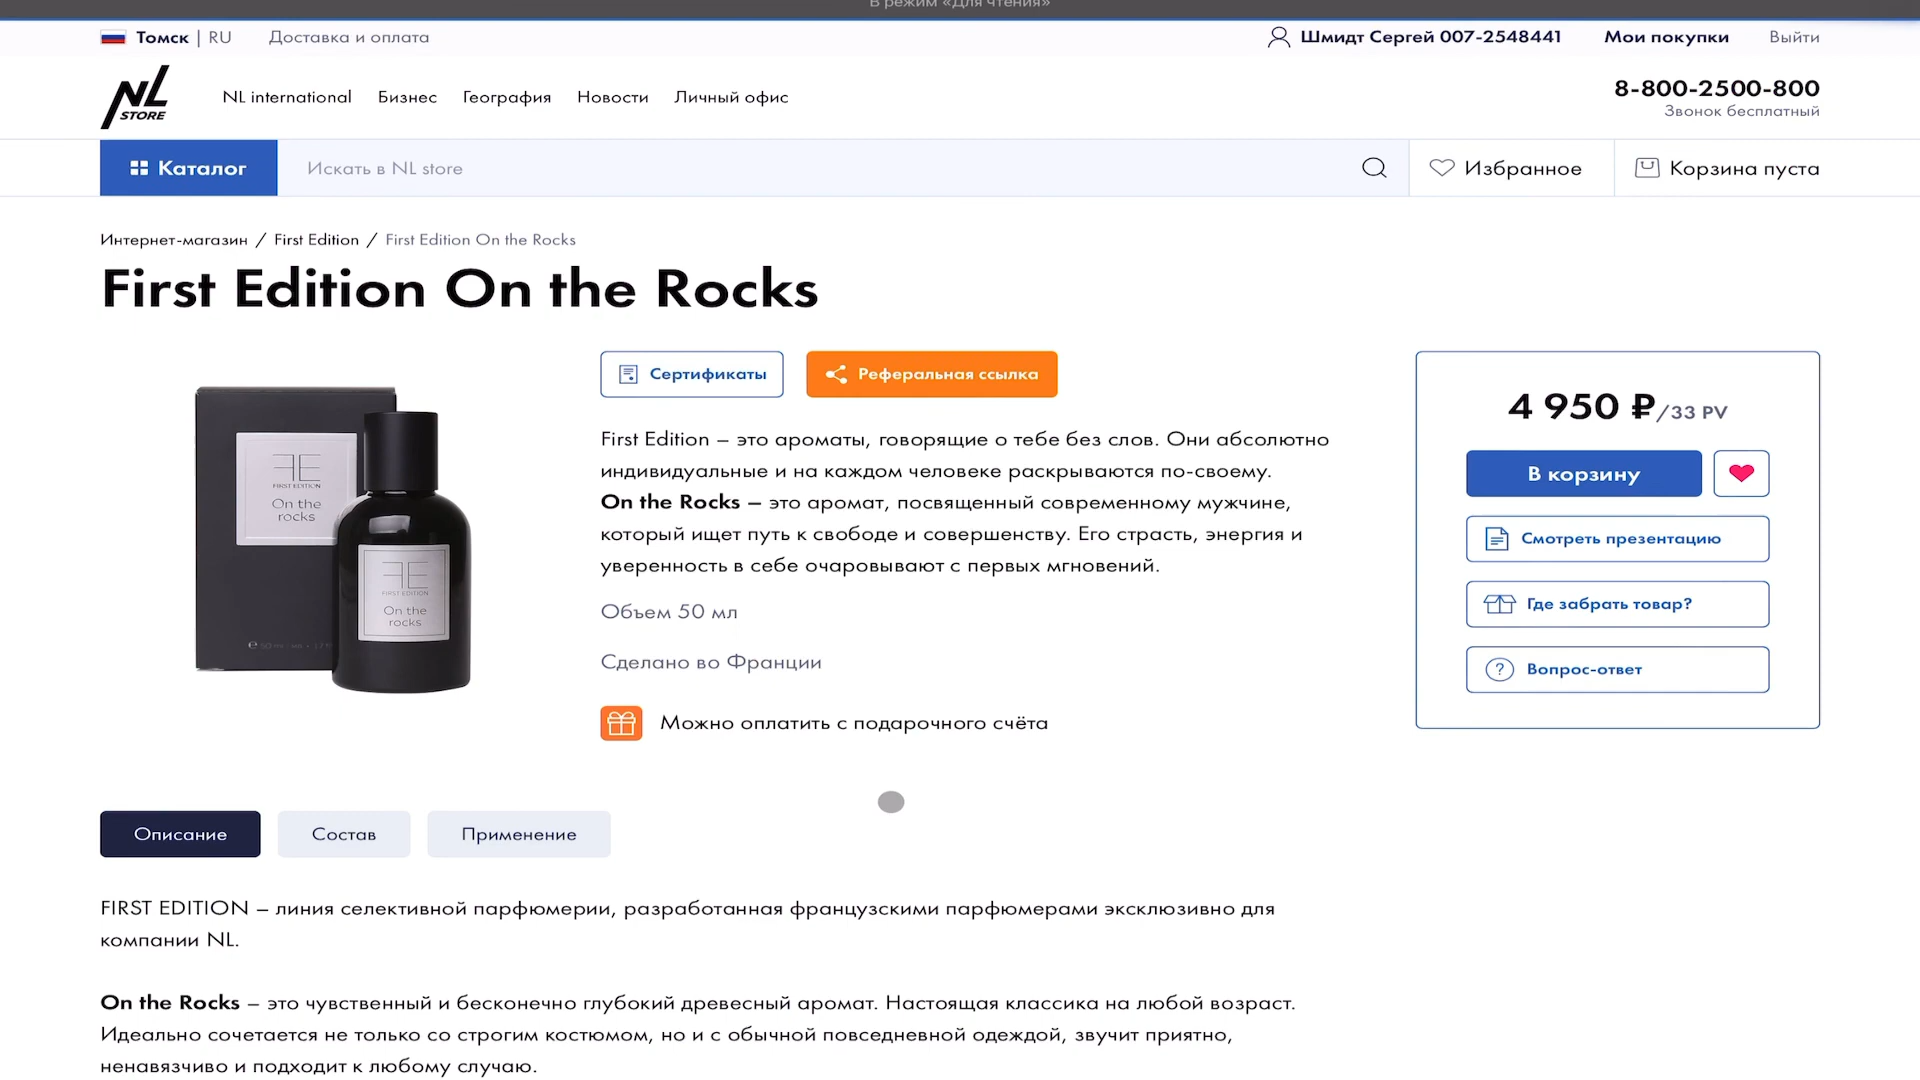 В режим «Для чтения»
Томск | RU Доставка и оплата Шмидт Сергей 007-2548441 Мои покупки Выйти
NL STORE
NL international Бизнес География Новости Личный офис
8-800-2500-800
Звонок бесплатный
Каталог Искать в NL store Избранное Корзина пуста
Интернет-магазин / First Edition / First Edition On the Rocks
First Edition On the Rocks
FIRST EDITION
On the
rocks
FIRST EDITION
On the
rocks
Сертификаты Реферальная ссылка
First Edition – это ароматы, говорящие о тебе без слов. Они абсолютно
индивидуальные и на каждом человеке раскрываются по-своему.
On the Rocks – это аромат, посвященный современному мужчине,
который ищет путь к свободе и совершенству. Его страсть, энергия и
уверенность в себе очаровывают с первых мгновений.
Объем 50 мл
Сделано во Франции
Можно оплатить с подарочного счёта
4 950 ₽/33 PV
В корзину
Смотреть презентацию
Где забрать товар?
Вопрос-ответ
Описание Состав Применение
FIRST EDITION – линия селективной парфюмерии, разработанная французскими парфюмерами эксклюзивно для
компании NL.
On the Rocks – это чувственный и бесконечно глубокий древесный аромат. Настоящая классика на любой возраст.
Идеально сочетается не только со строгим костюмом, но и с обычной повседневной одеждой, звучит приятно,
ненавязчиво и подходит к любому случаю.